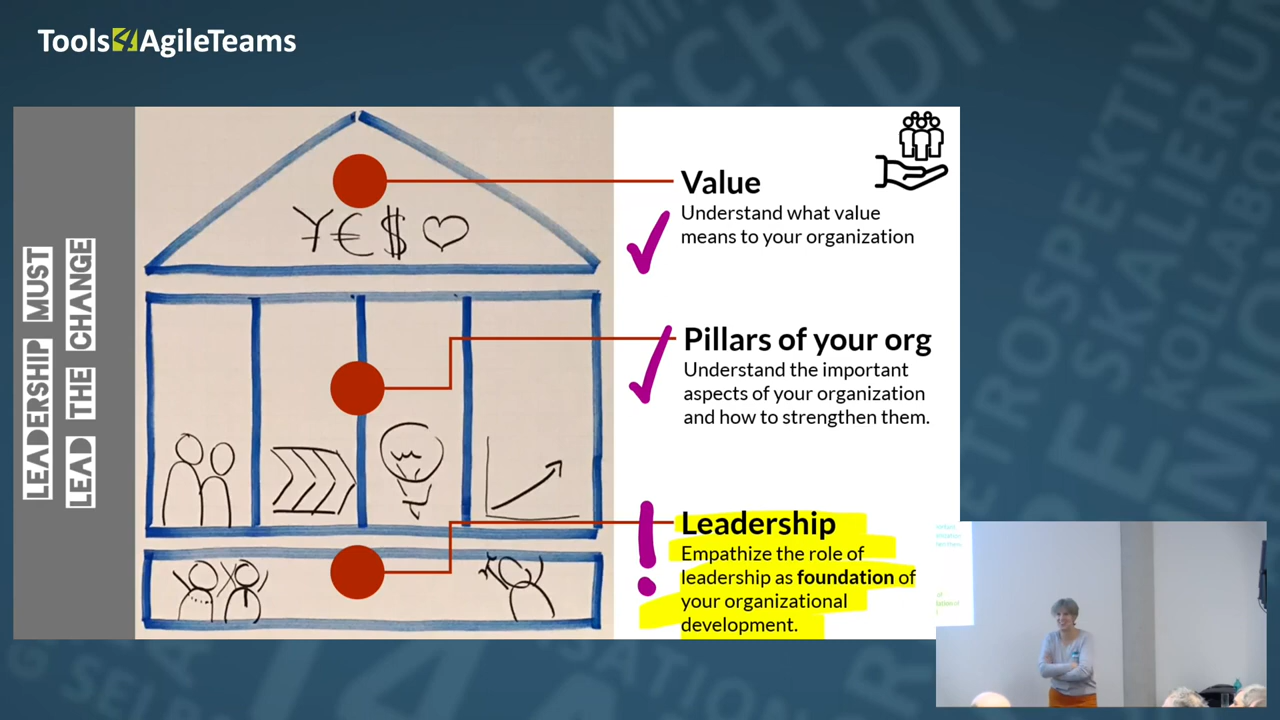 Tools4AgileTeams
LEADERSHIP MUST
LEAD THE CHANGE
¥ € $
Value
Understand what value
means to your organization
Pillars of your org
Understand the important
aspects of your organization
and how to strengthen them.
Leadership
Empathize the role of
leadership as foundation of
your organizational
development.